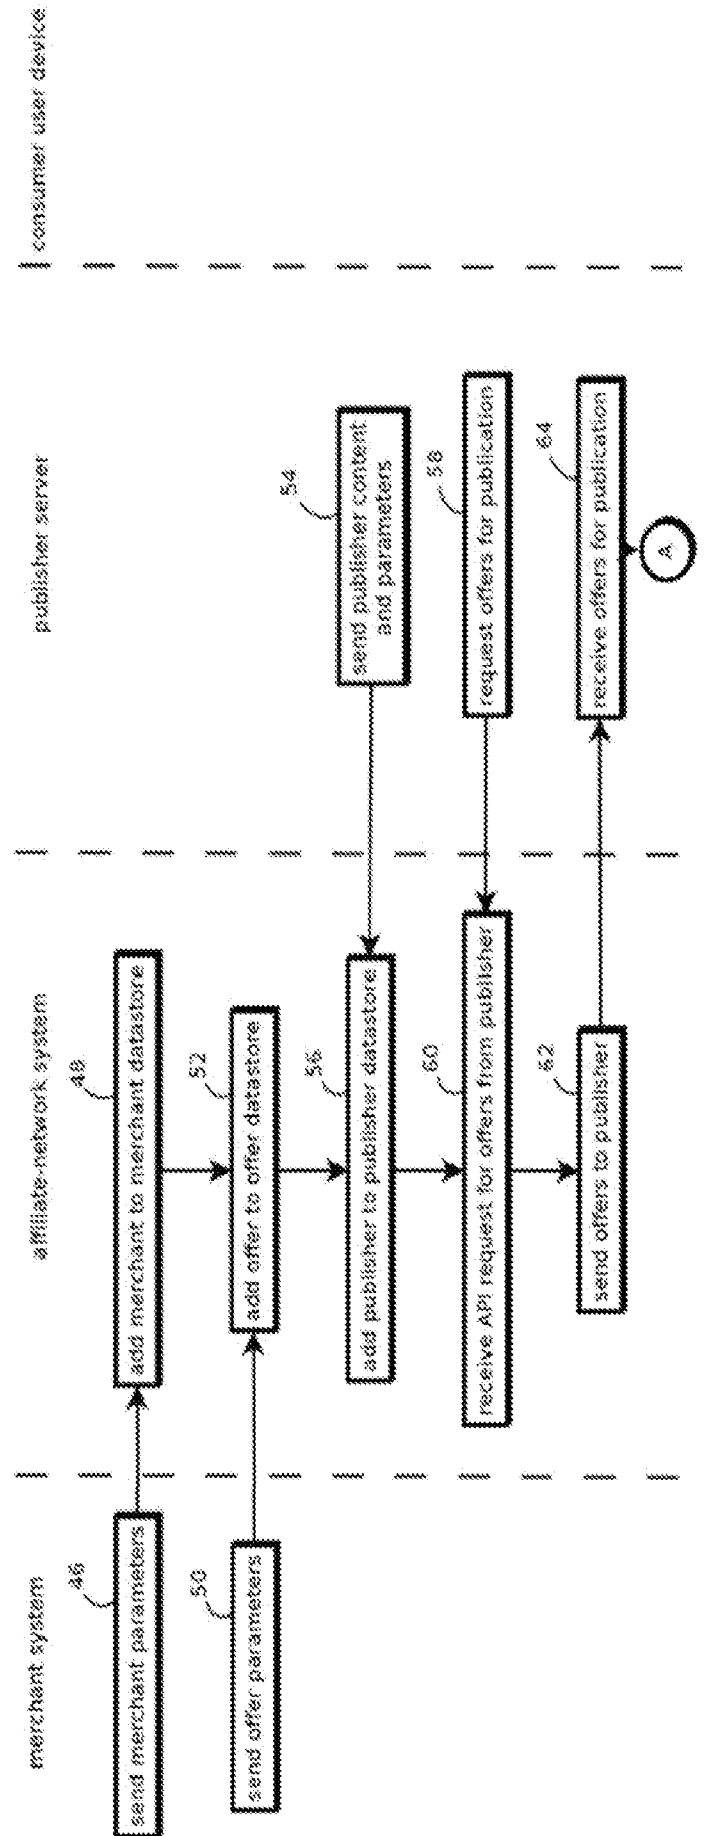 merchant system
affiliate-network system
publisher server
consumer user device
46
send merchant parameters
48
add merchant to merchant datastore
50
send offer parameters
52
add offer to offer datastore
54
send publisher content
and parameters
56
add publisher to publisher datastore
58
request offers for publication
60
receive API request for offers from publisher
62
send offers to publisher
64
receive offers for publication
A